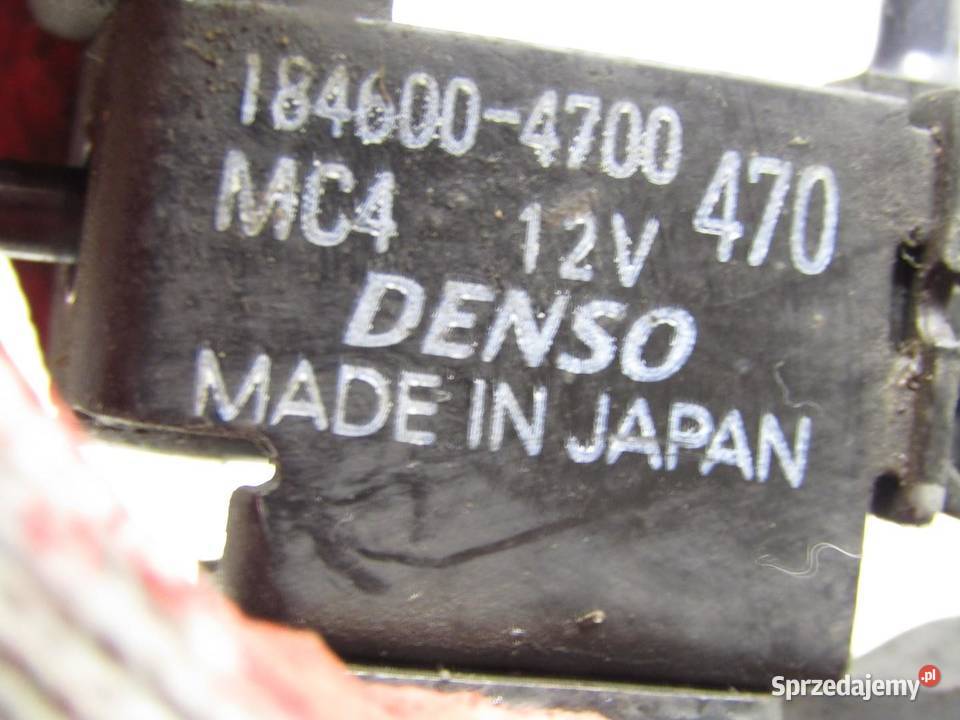 184600-4700
MC4 12V 470
DENSO
MADE IN JAPAN
Sprzedajemy.pl